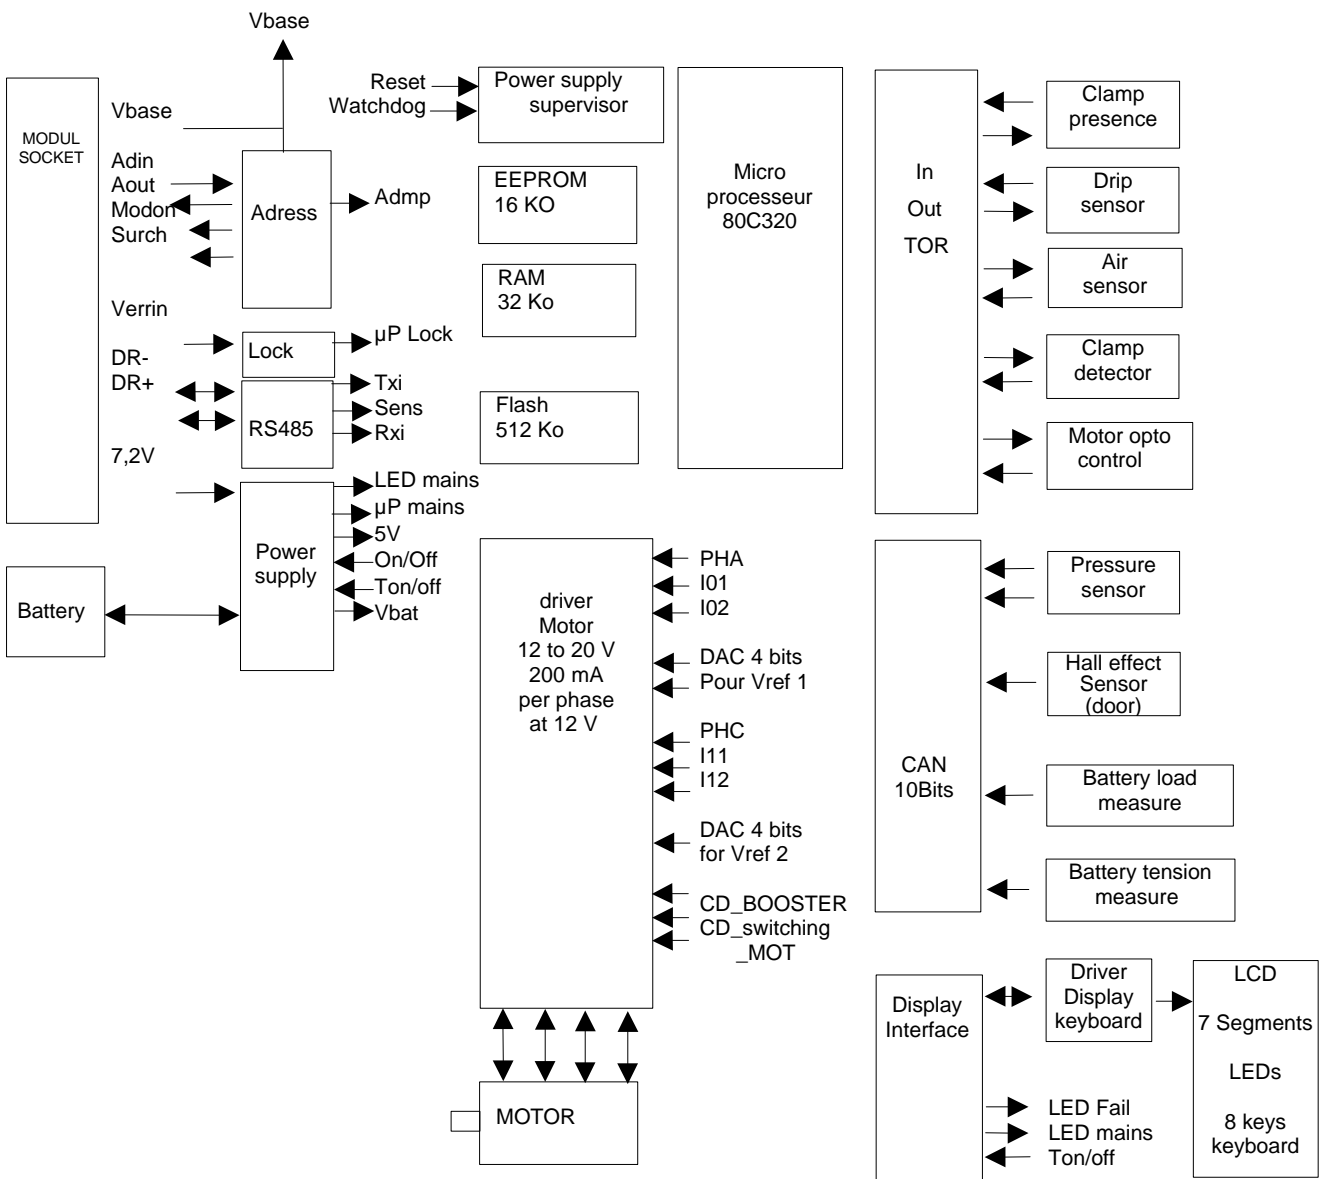 Vbase
MODUL
SOCKET
Vbase
Adin
Aout
Modon
Surch
Verrin
DR-
DR+
7,2V
Battery
Adress
Admp
Lock
µP Lock
RS485
Txi
Sens
Rxi
Power
supply
LED mains
µP mains
5V
On/Off
Ton/off
Vbat
Reset
Watchdog
Power supply
supervisor
EEPROM
16 KO
RAM
32 Ko
Flash
512 Ko
Micro
processeur
80C320
driver
Motor
12 to 20 V
200 mA
per phase
at 12 V
PHA
I01
I02
DAC 4 bits
Pour Vref 1
PHC
I11
I12
DAC 4 bits
for Vref 2
CD_BOOSTER
CD_switching
_MOT
MOTOR
In
Out
TOR
Clamp
presence
Drip
sensor
Air
sensor
Clamp
detector
Motor opto
control
CAN
10Bits
Pressure
sensor
Hall effect
Sensor
(door)
Battery load
measure
Battery tension
measure
Display
Interface
Driver
Display
keyboard
LCD
7 Segments
LEDs
8 keys
keyboard
LED Fail
LED mains
Ton/off